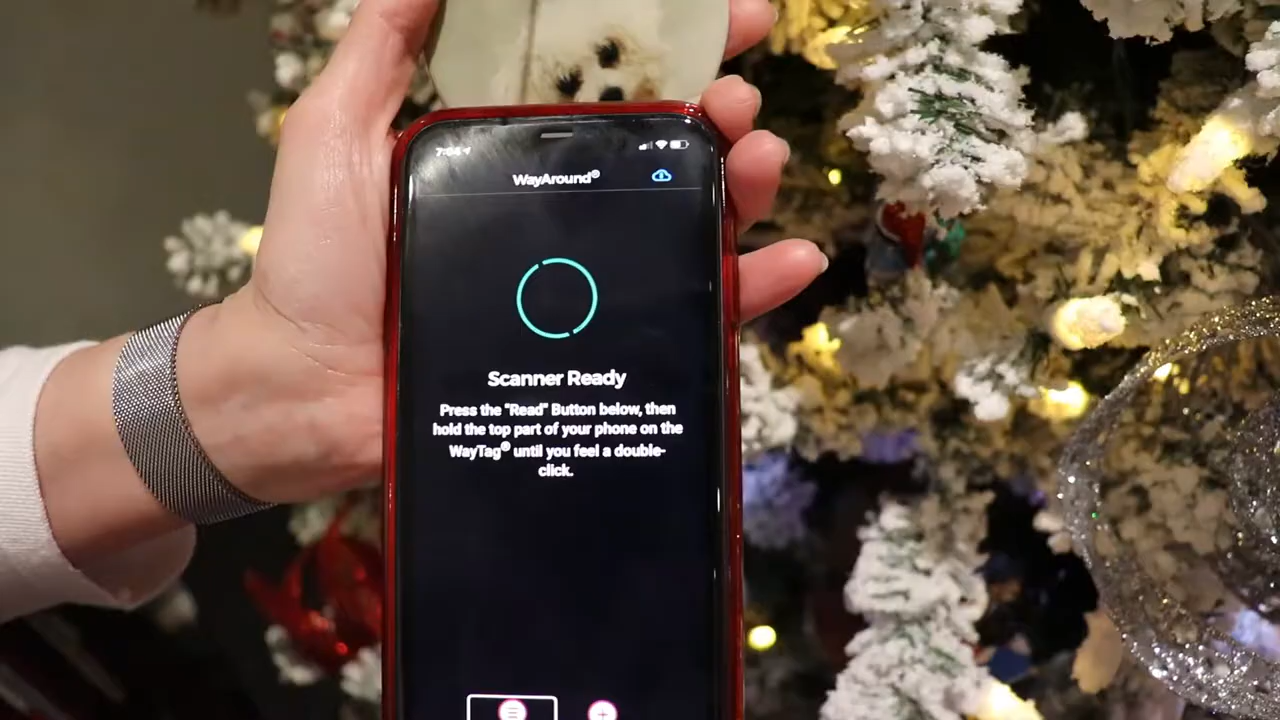 WayAround®
Scanner Ready
Press the "Read" Button below, then
hold the top part of your phone on the
WayTag® until you feel a double-
click.